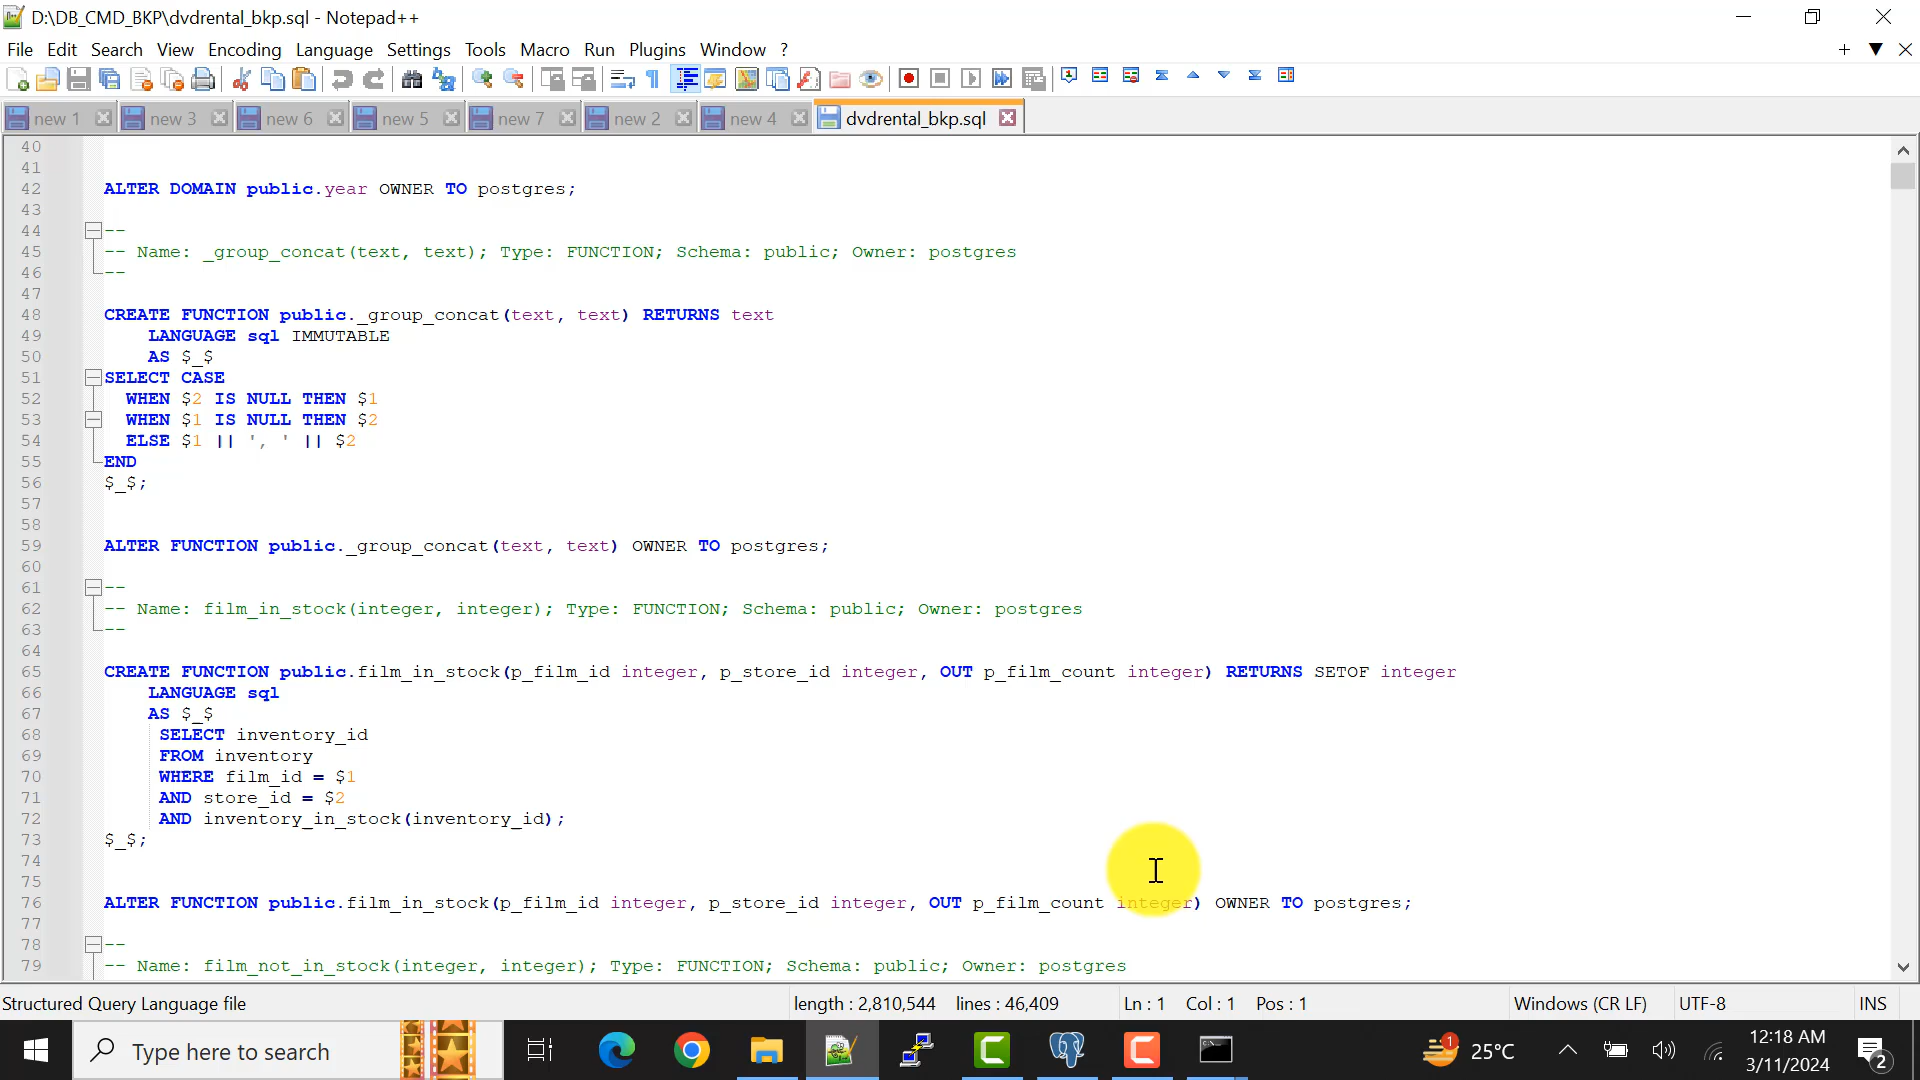 D:\DB_CMD_BKP\dvdrental_bkp.sql - Notepad++
File Edit Search View Encoding Language Settings Tools Macro Run Plugins Window ?
new 1 new 3 new 6 new 5 new 7 new 2 new 4 dvdrental_bkp.sql
40
41
42 ALTER DOMAIN public.year OWNER TO postgres;
43
44 --
45 -- Name: _group_concat(text, text); Type: FUNCTION; Schema: public; Owner: postgres
46 --
47
48 CREATE FUNCTION public._group_concat(text, text) RETURNS text
49 LANGUAGE sql IMMUTABLE
50 AS $_$
51 SELECT CASE
52 WHEN $2 IS NULL THEN $1
53 WHEN $1 IS NULL THEN $2
54 ELSE $1 || ', ' || $2
55 END
56 $_$;
57
58
59 ALTER FUNCTION public._group_concat(text, text) OWNER TO postgres;
60
61 --
62 -- Name: film_in_stock(integer, integer); Type: FUNCTION; Schema: public; Owner: postgres
63 --
64
65 CREATE FUNCTION public.film_in_stock(p_film_id integer, p_store_id integer, OUT p_film_count integer) RETURNS SETOF integer
66 LANGUAGE sql
67 AS $_$
68 SELECT inventory_id
69 FROM inventory
70 WHERE film_id = $1
71 AND store_id = $2
72 AND inventory_in_stock(inventory_id);
73 $_$;
74
75
76 ALTER FUNCTION public.film_in_stock(p_film_id integer, p_store_id integer, OUT p_film_count integer) OWNER TO postgres;
77
78 --
79 -- Name: film_not_in_stock(integer, integer); Type: FUNCTION; Schema: public; Owner: postgres
Structured Query Language file length : 2,810,544 lines : 46,409 Ln : 1 Col : 1 Pos : 1 Windows (CR LF) UTF-8 INS
Type here to search 1 25°C 12:18 AM
3/11/2024 2